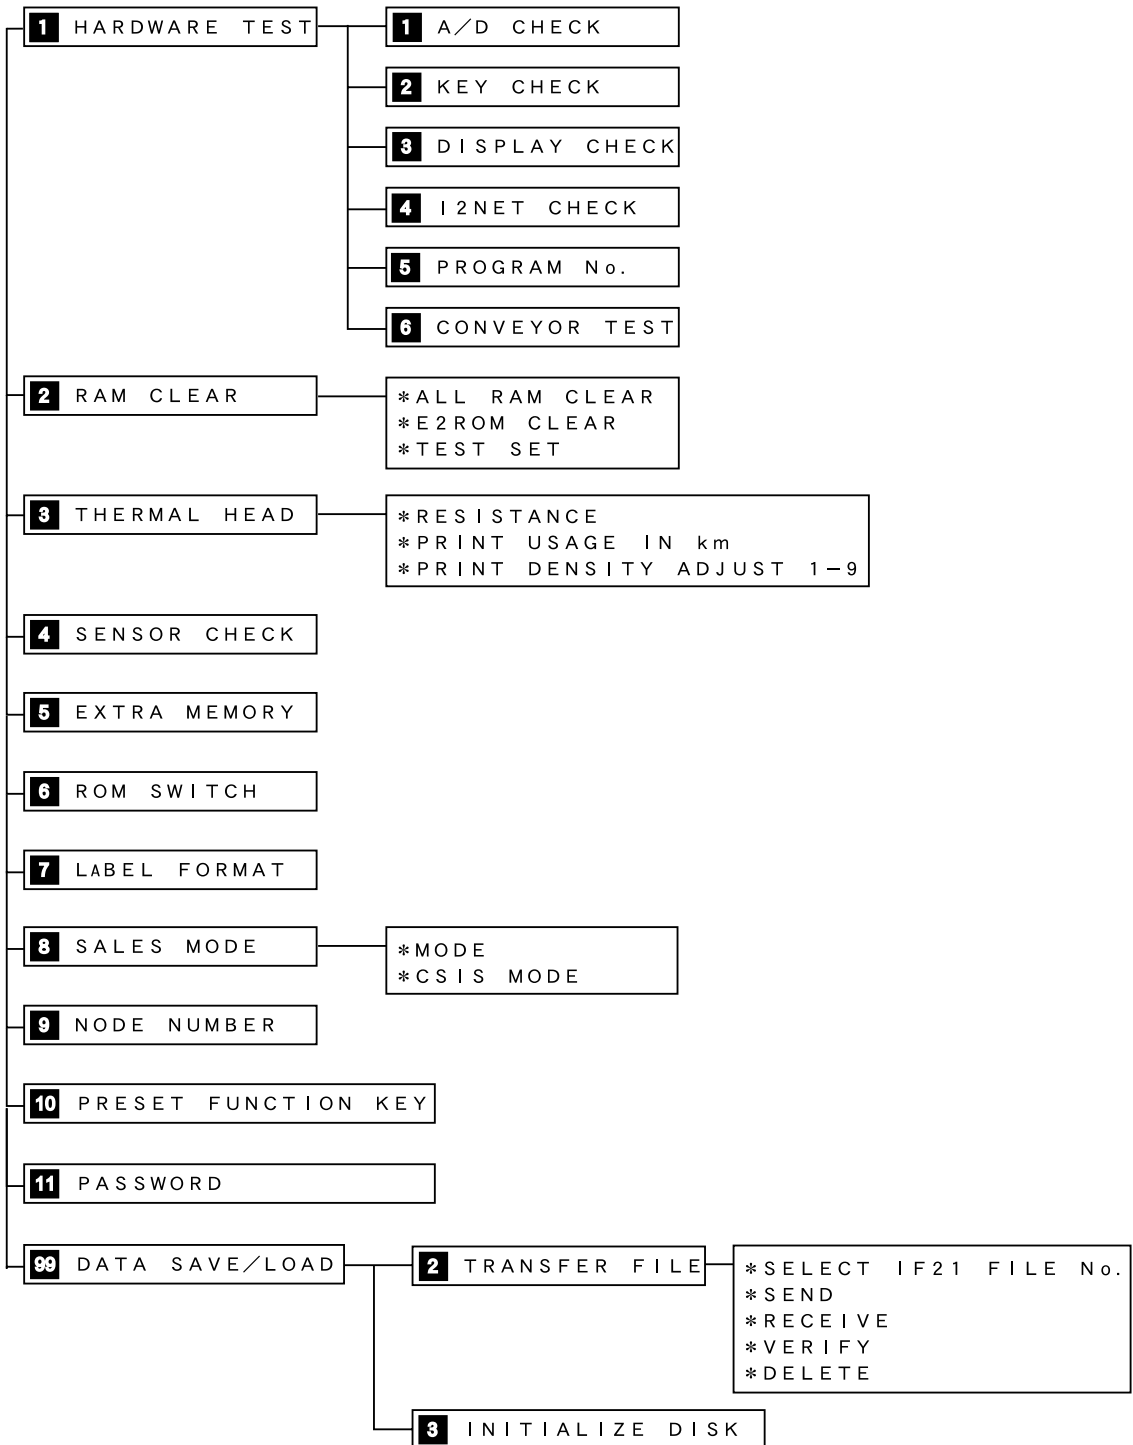 1 HARDWARE TEST
1 A/D CHECK
2 KEY CHECK
3 DISPLAY CHECK
4 I2NET CHECK
5 PROGRAM No.
6 CONVEYOR TEST
2 RAM CLEAR
*ALL RAM CLEAR
*E2ROM CLEAR
*TEST SET
3 THERMAL HEAD
*RESISTANCE
*PRINT USAGE IN km
*PRINT DENSITY ADJUST 1-9
4 SENSOR CHECK
5 EXTRA MEMORY
6 ROM SWITCH
7 LABEL FORMAT
8 SALES MODE
*MODE
*CSIS MODE
9 NODE NUMBER
10 PRESET FUNCTION KEY
11 PASSWORD
99 DATA SAVE/LOAD
2 TRANSFER FILE
*SELECT IF21 FILE No.
*SEND
*RECEIVE
*VERIFY
*DELETE
3 INITIALIZE DISK